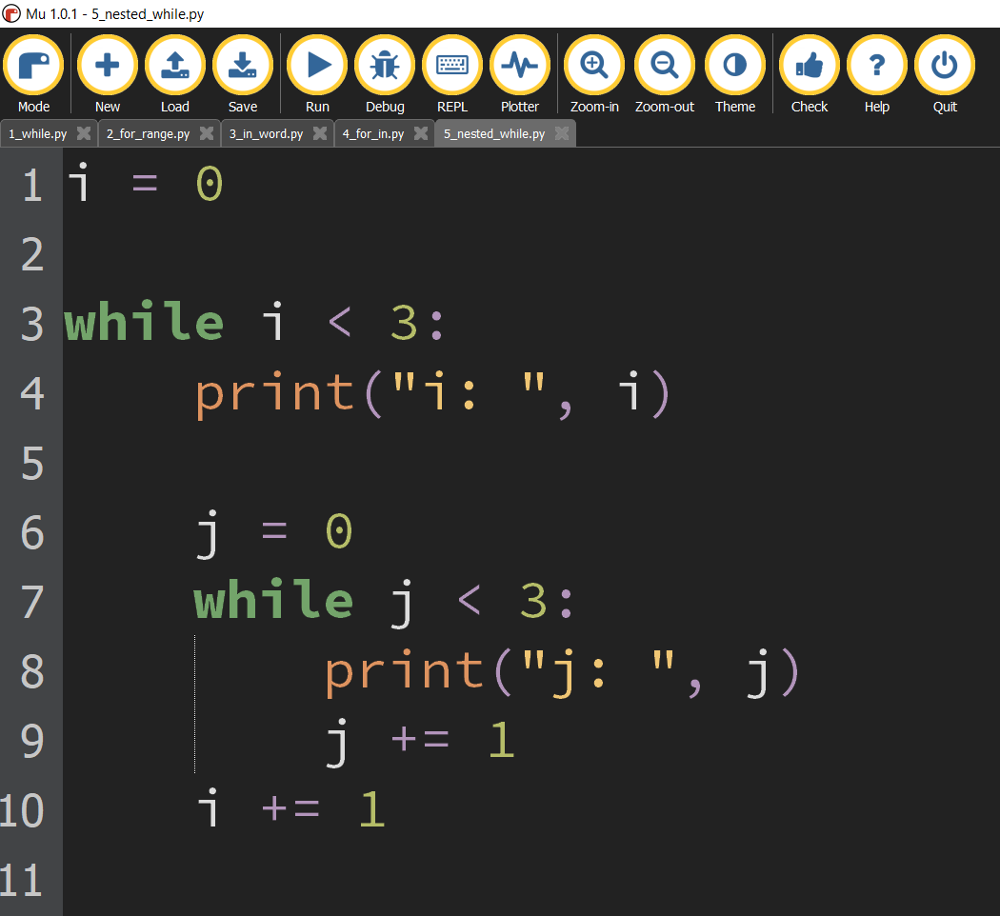 Mu 1.0.1 - 5_nested_while.py
Mode New Load Save Run Debug REPL Plotter Zoom-in Zoom-out Theme Check Help Quit
1_while.py 2_for_range.py 3_in_word.py 4_for_in.py 5_nested_while.py
1 i = 0
2
3 while i < 3:
4     print("i: ", i)
5
6     j = 0
7     while j < 3:
8         print("j: ", j)
9         j += 1
10     i += 1
11